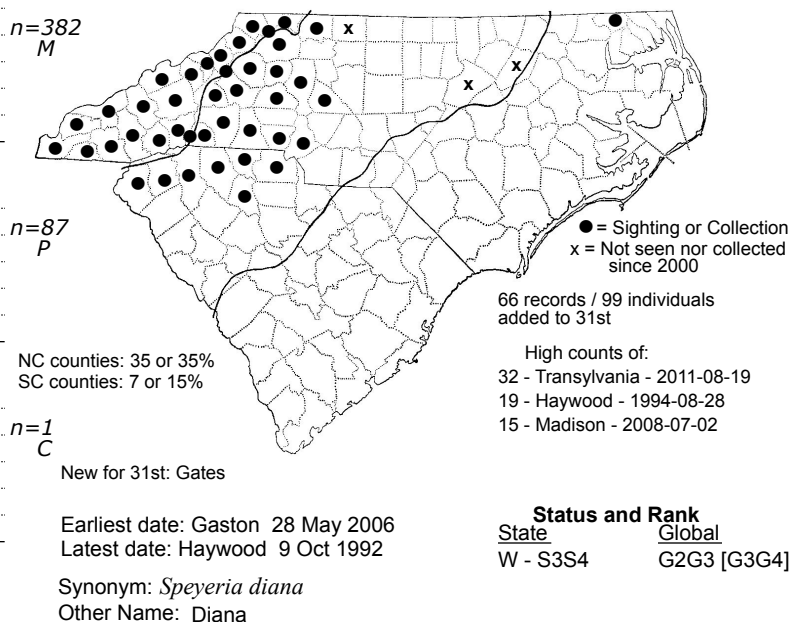 n=382
M
x
x
x
n=87
P
● = Sighting or Collection
x = Not seen nor collected
since 2000
66 records / 99 individuals
added to 31st
NC counties: 35 or 35%
SC counties: 7 or 15%
High counts of:
32 - Transylvania - 2011-08-19
19 - Haywood - 1994-08-28
15 - Madison - 2008-07-02
n=1
C
New for 31st: Gates
Earliest date: Gaston 28 May 2006
Latest date: Haywood 9 Oct 1992
Status and Rank
State Global
W - S3S4 G2G3 [G3G4]
Synonym: Speyeria diana
Other Name: Diana